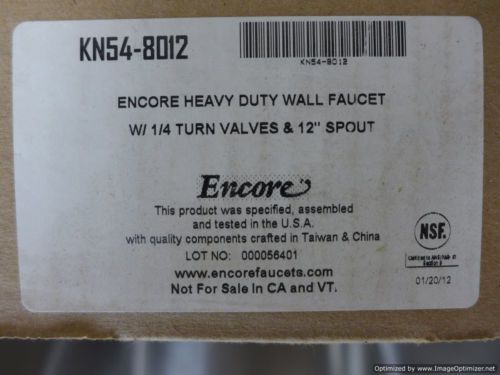 KN54-8012
KN54-8012
ENCORE HEAVY DUTY WALL FAUCET
W/ 1/4 TURN VALVES & 12" SPOUT
Encore
This product was specified, assembled
and tested in the U.S.A.
with quality components crafted in Taiwan & China
LOT NO: 000056401
www.encorefaucets.com
Not For Sale In CA and VT.
NSF.
01/20/12
Optimized by www.ImageOptimizer.net